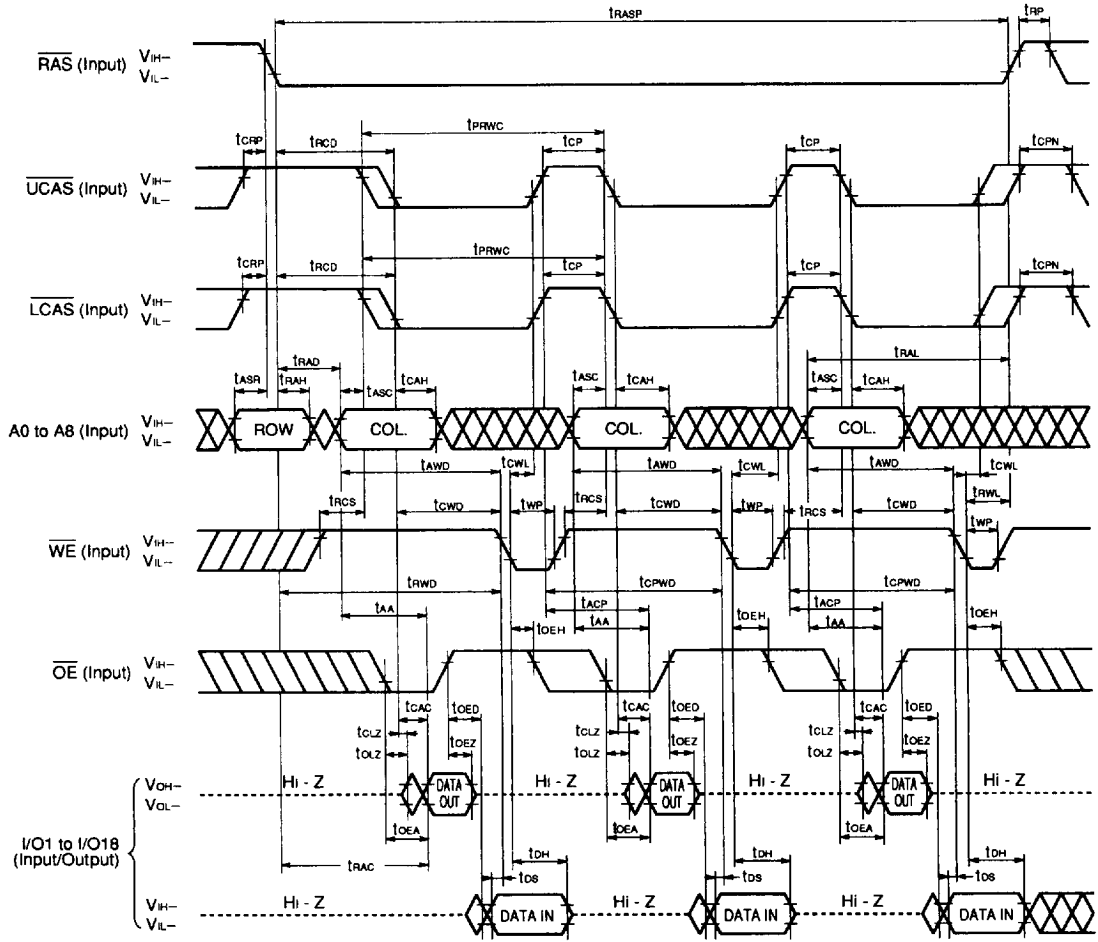 tRASP tRP
RAS (Input) VIH–
VIL–
tPRWC
tCRP tRCD tCP tCP tCPN
UCAS (Input) VIH–
VIL–
tPRWC
tCRP tRCD tCP tCP tCPN
LCAS (Input) VIH–
VIL–
tRAD tRAL
tASR tRAH tASC tCAH tASC tCAH tASC tCAH
A0 to A8 (Input) VIH–
VIL–
ROW COL. COL. COL.
tAWD tCWL tAWD tCWL tAWD tCWL
tRCS tCWD tWP tRCS tCWD tWP tRCS tCWD tRWL
tWP
WE (Input) VIH–
VIL–
tRWD tCPWD tCPWD
tAA tACP tACP
tOEH tAA tOEH tAA tOEH
OE (Input) VIH–
VIL–
tCAC tOED tCAC tOED tCAC tOED
tCLZ tCLZ tCLZ
tOLZ tOEZ tOLZ tOEZ tOLZ tOEZ
VOH–
VOL–
Hi - Z DATA OUT Hi - Z DATA OUT Hi - Z DATA OUT Hi - Z
tOEA tOEA tOEA
I/O1 to I/O18
(Input/Output)
tRAC tDH tDH tDH
tDS tDS tDS
VIH–
VIL–
Hi - Z DATA IN Hi - Z DATA IN Hi - Z DATA IN